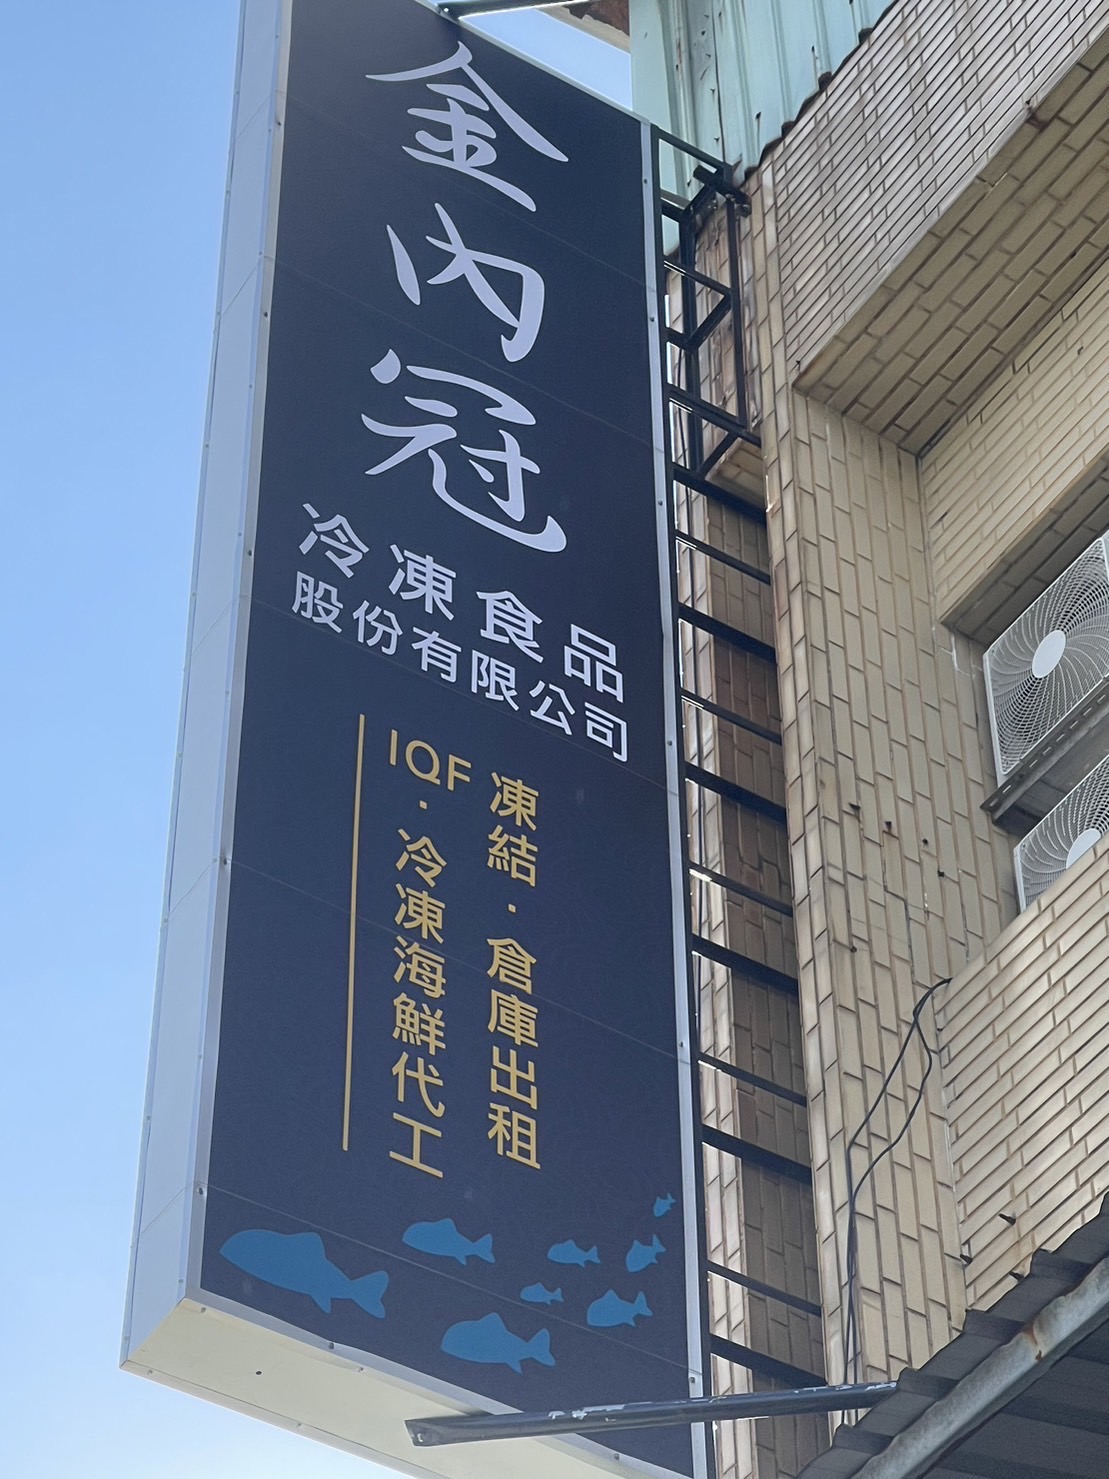 金內冠
冷凍食品
股份有限公司
凍結·倉庫出租
IQF·冷凍海鮮代工